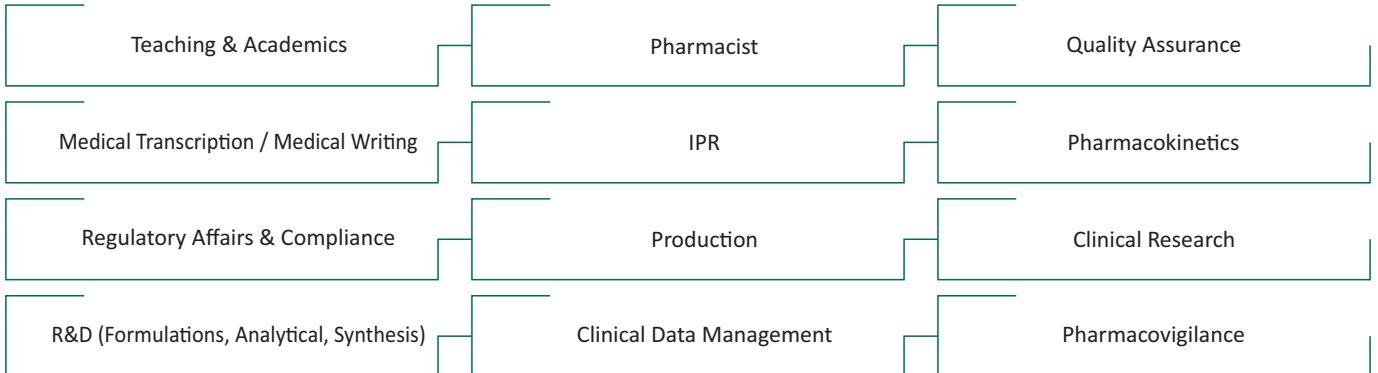 Teaching & Academics
Pharmacist
Quality Assurance
Medical Transcription / Medical Writing
IPR
Pharmacokinetics
Regulatory Affairs & Compliance
Production
Clinical Research
R&D (Formulations, Analytical, Synthesis)
Clinical Data Management
Pharmacovigilance